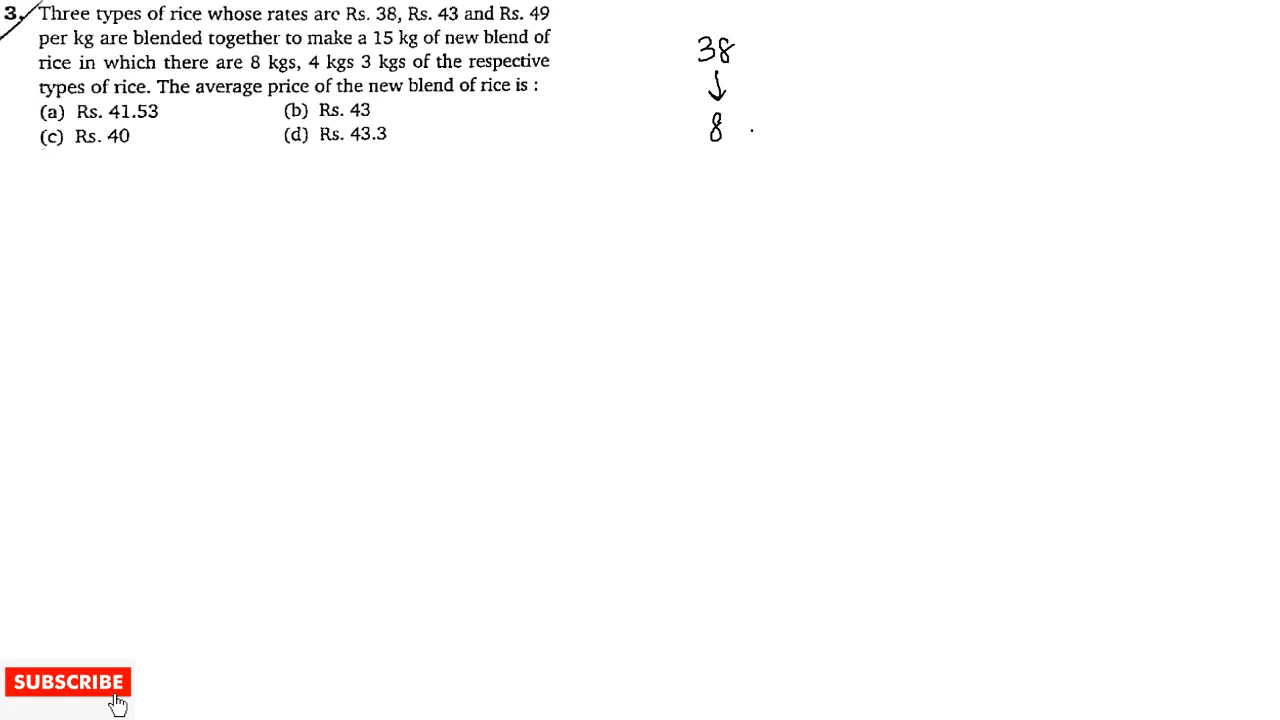 3. Three types of rice whose rates are Rs. 38, Rs. 43 and Rs. 49
per kg are blended together to make a 15 kg of new blend of
rice in which there are 8 kgs, 4 kgs 3 kgs of the respective
types of rice. The average price of the new blend of rice is :
(a) Rs. 41.53 (b) Rs. 43
(c) Rs. 40 (d) Rs. 43.3
38
↓
8
SUBSCRIBE